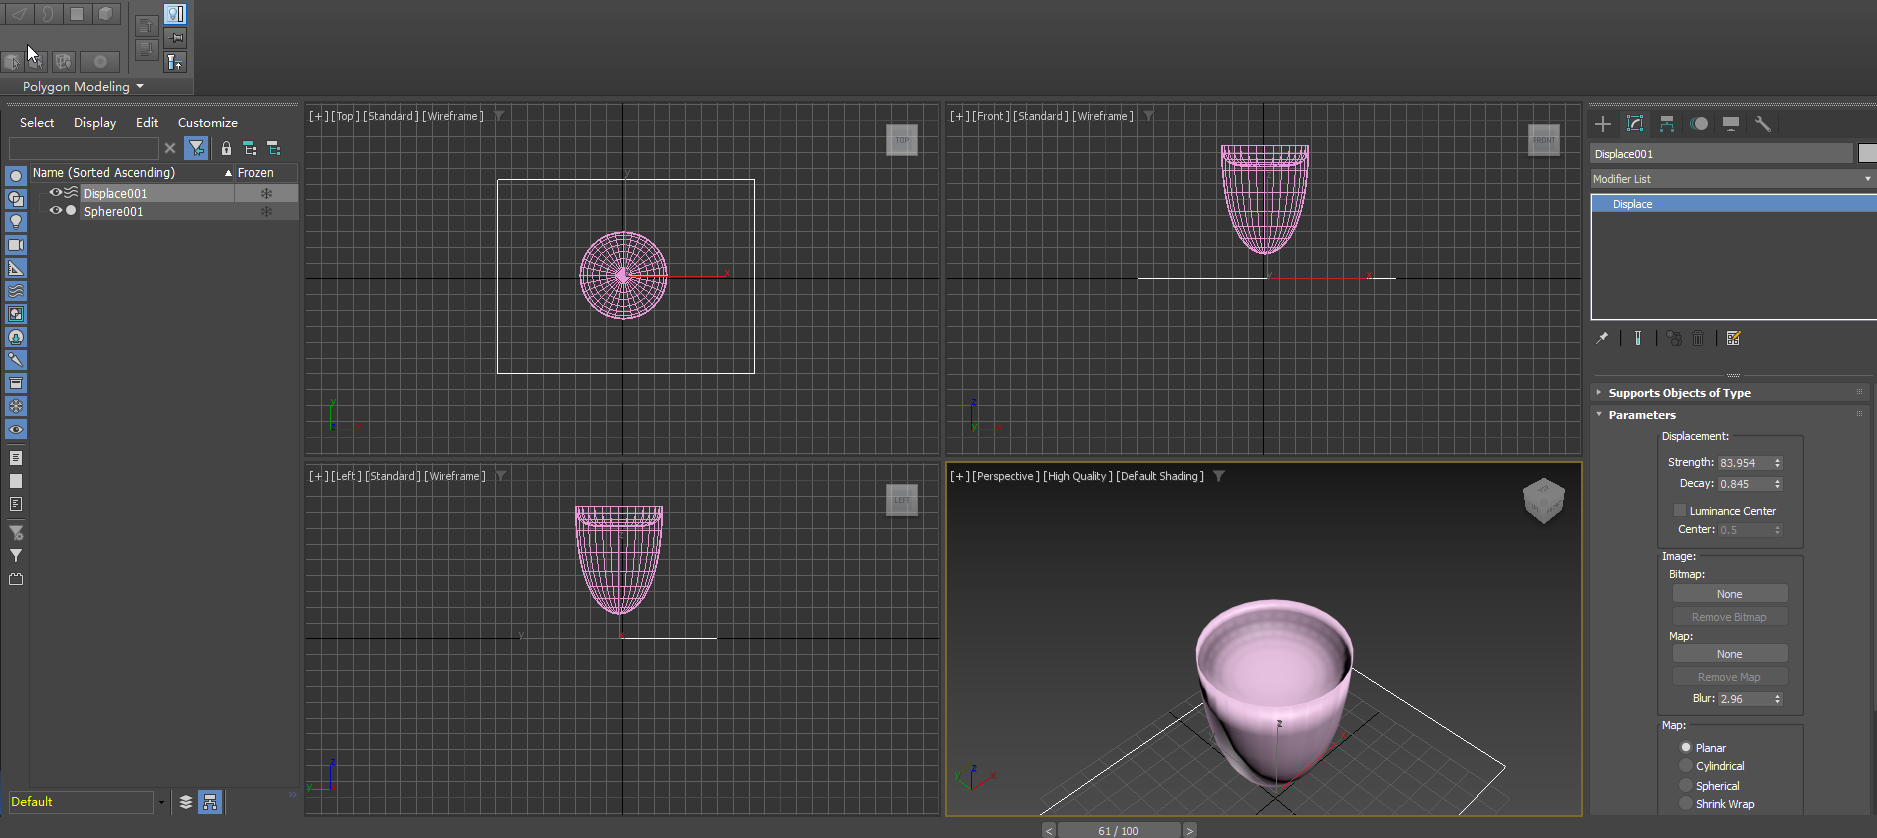 Polygon Modeling
Select Display Edit Customize
Name (Sorted Ascending) Frozen
Displace001
Sphere001
Default
[+] [Top] [Standard] [Wireframe]
TOP
y
x
y
z
x
[+] [Front] [Standard] [Wireframe]
FRONT
z
y
x
z
y
x
[+] [Left] [Standard] [Wireframe]
LEFT
z
y
x
z
y
[+] [Perspective] [High Quality] [Default Shading]
TOP
z
x
z
y
x
< 61 / 100 >
Displace001
Modifier List
Displace
Supports Objects of Type
Parameters
Displacement:
Strength: 83.954
Decay: 0.845
Luminance Center
Center: 0.5
Image:
Bitmap:
None
Remove Bitmap
Map:
None
Remove Map
Blur: 2.96
Map:
Planar
Cylindrical
Spherical
Shrink Wrap